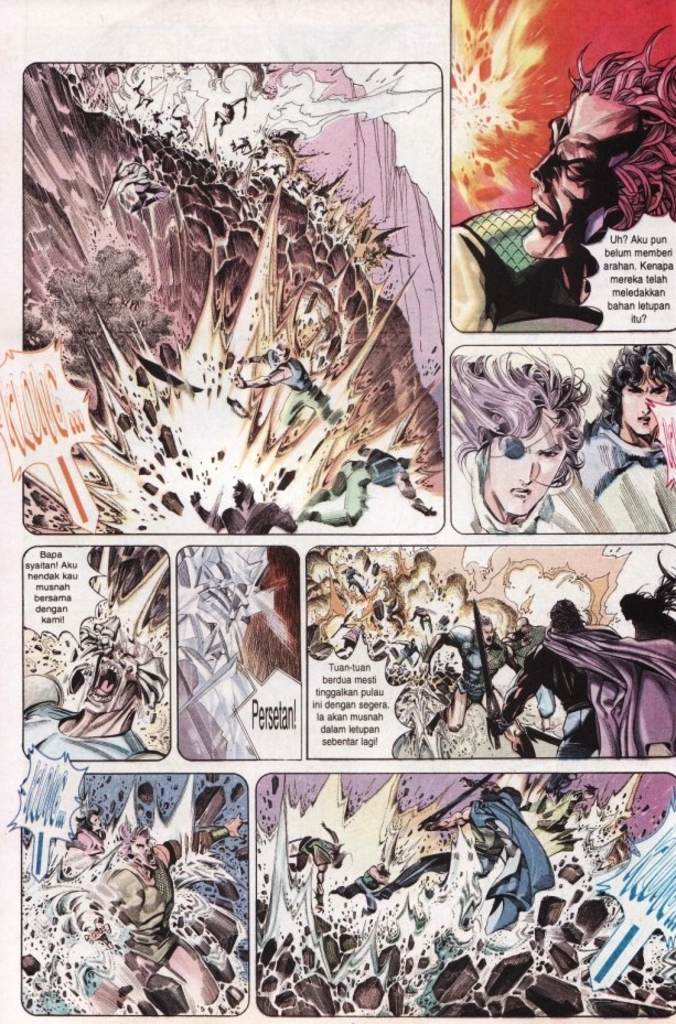 Uh? Aku pun
belum memberi
arahan. Kenapa
mereka telah
meledakkan
bahan letupan
itu?
KLONG...!
Bapa
syaitan! Aku
hendak kau
musnah
bersama
dengan
kami!
Persetan!
Tuan-tuan
berdua mesti
tinggalkan pulau
ini dengan segera.
Ia akan musnah
dalam letupan
sebentar lagi!